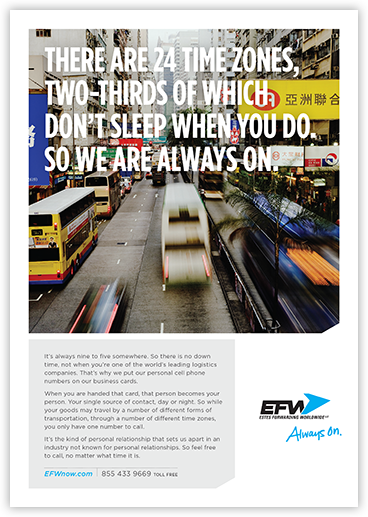 THERE ARE 24 TIME ZONES,
TWO-THIRDS OF WHICH
DON'T SLEEP WHEN YOU DO.
SO WE ARE ALWAYS ON.
亞洲聯合
It's always nine to five somewhere. So there is no down
time, not when you're one of the world's leading logistics
companies. That's why we put our personal cell phone
numbers on our business cards.
When you are handed that card, that person becomes your
person. Your single source of contact, day or night. So while
your goods may travel by a number of different forms of
transportation, through a number of different time zones,
you only have one number to call.
It's the kind of personal relationship that sets us apart in an
industry not known for personal relationships. So feel free
to call, no matter what time it is.
EFWnow.com | 855 433 9669 TOLL FREE
EFW
ESTES FORWARDING WORLDWIDE
Always On.